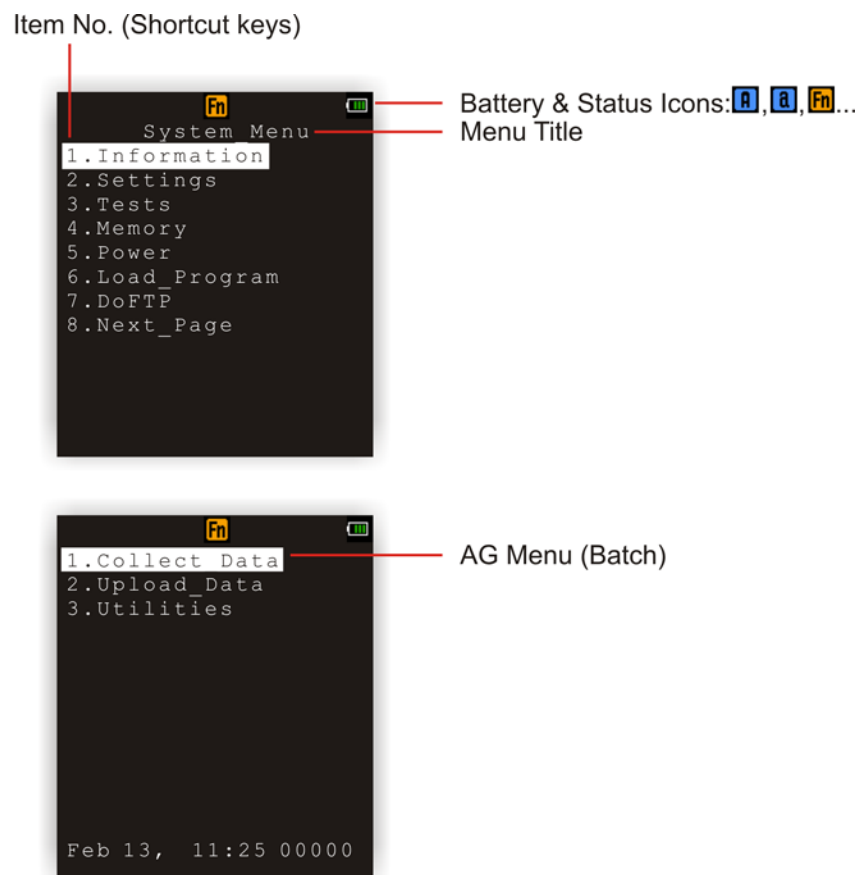 Item No. (Shortcut keys)
Fn
Battery & Status Icons: A, a, Fn...
System Menu
Menu Title
1.Information
2.Settings
3.Tests
4.Memory
5.Power
6.Load_Program
7.DoFTP
8.Next_Page
Fn
1.Collect Data
AG Menu (Batch)
2.Upload_Data
3.Utilities
Feb 13, 11:25 00000